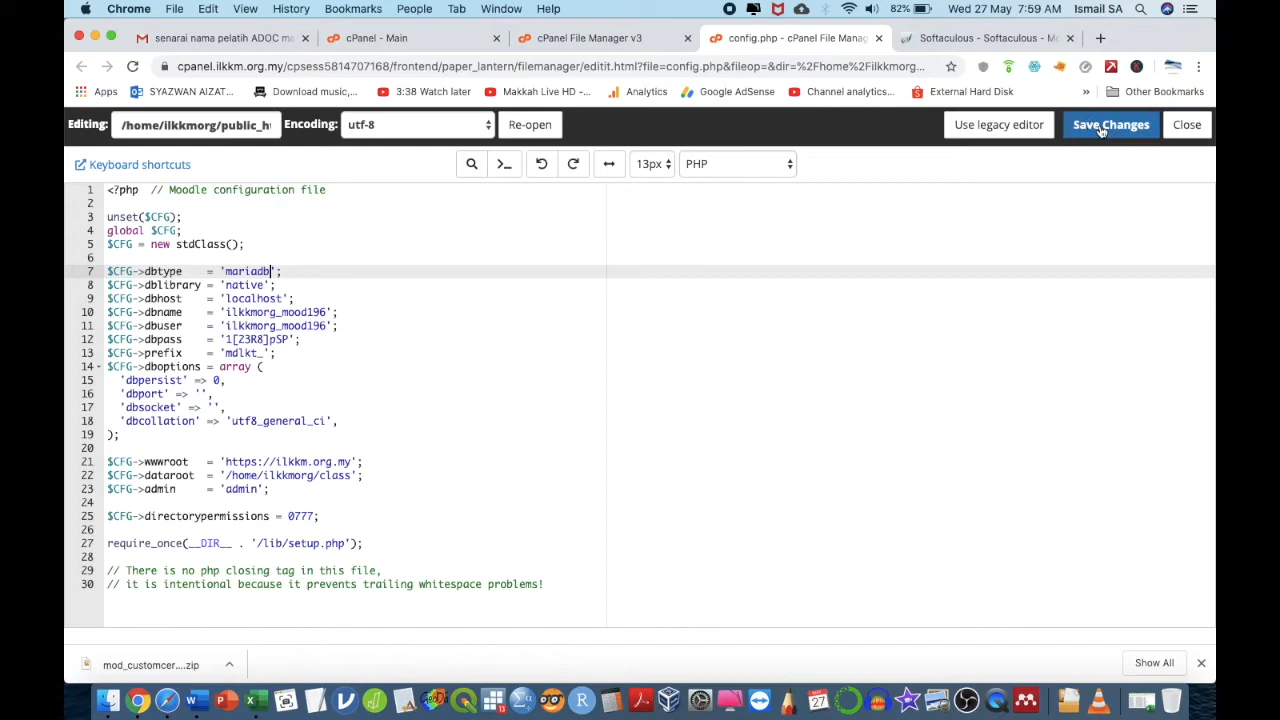 Chrome File Edit View History Bookmarks People Tab Window Help 82% Wed 27 May 7:59 AM Ismail SA
senarai nama pelatih ADOC me × cPanel - Main × cPanel File Manager v3 × config.php - cPanel File Manag × Softaculous - Softaculous - Mo × +
cpanel.ilkkm.org.my/cpsess5814707168/frontend/paper_lantern/filemanager/editit.html?file=config.php&fileop=&dir=%2Fhome%2Filkkmorg...
Apps SYAZWAN AIZAT... Download music,... 3:38 Watch later Makkah Live HD -... Analytics Google AdSense Channel analytics... External Hard Disk » Other Bookmarks
Editing: /home/ilkkmorg/public_h Encoding: utf-8 Re-open Use legacy editor Save Changes Close
Keyboard shortcuts 13px PHP
1 <?php // Moodle configuration file
2
3 unset($CFG);
4 global $CFG;
5 $CFG = new stdClass();
6
7 $CFG->dbtype = 'mariadb';
8 $CFG->dblibrary = 'native';
9 $CFG->dbhost = 'localhost';
10 $CFG->dbname = 'ilkkmorg_mood196';
11 $CFG->dbuser = 'ilkkmorg_mood196';
12 $CFG->dbpass = '1[23R8]pSP';
13 $CFG->prefix = 'mdlkt_';
14 $CFG->dboptions = array (
15 'dbpersist' => 0,
16 'dbport' => '',
17 'dbsocket' => '',
18 'dbcollation' => 'utf8_general_ci',
19 );
20
21 $CFG->wwwroot = 'https://ilkkm.org.my';
22 $CFG->dataroot = '/home/ilkkmorg/class';
23 $CFG->admin = 'admin';
24
25 $CFG->directorypermissions = 0777;
26
27 require_once(__DIR__ . '/lib/setup.php');
28
29 // There is no php closing tag in this file,
30 // it is intentional because it prevents trailing whitespace problems!
mod_customcer....zip Show All